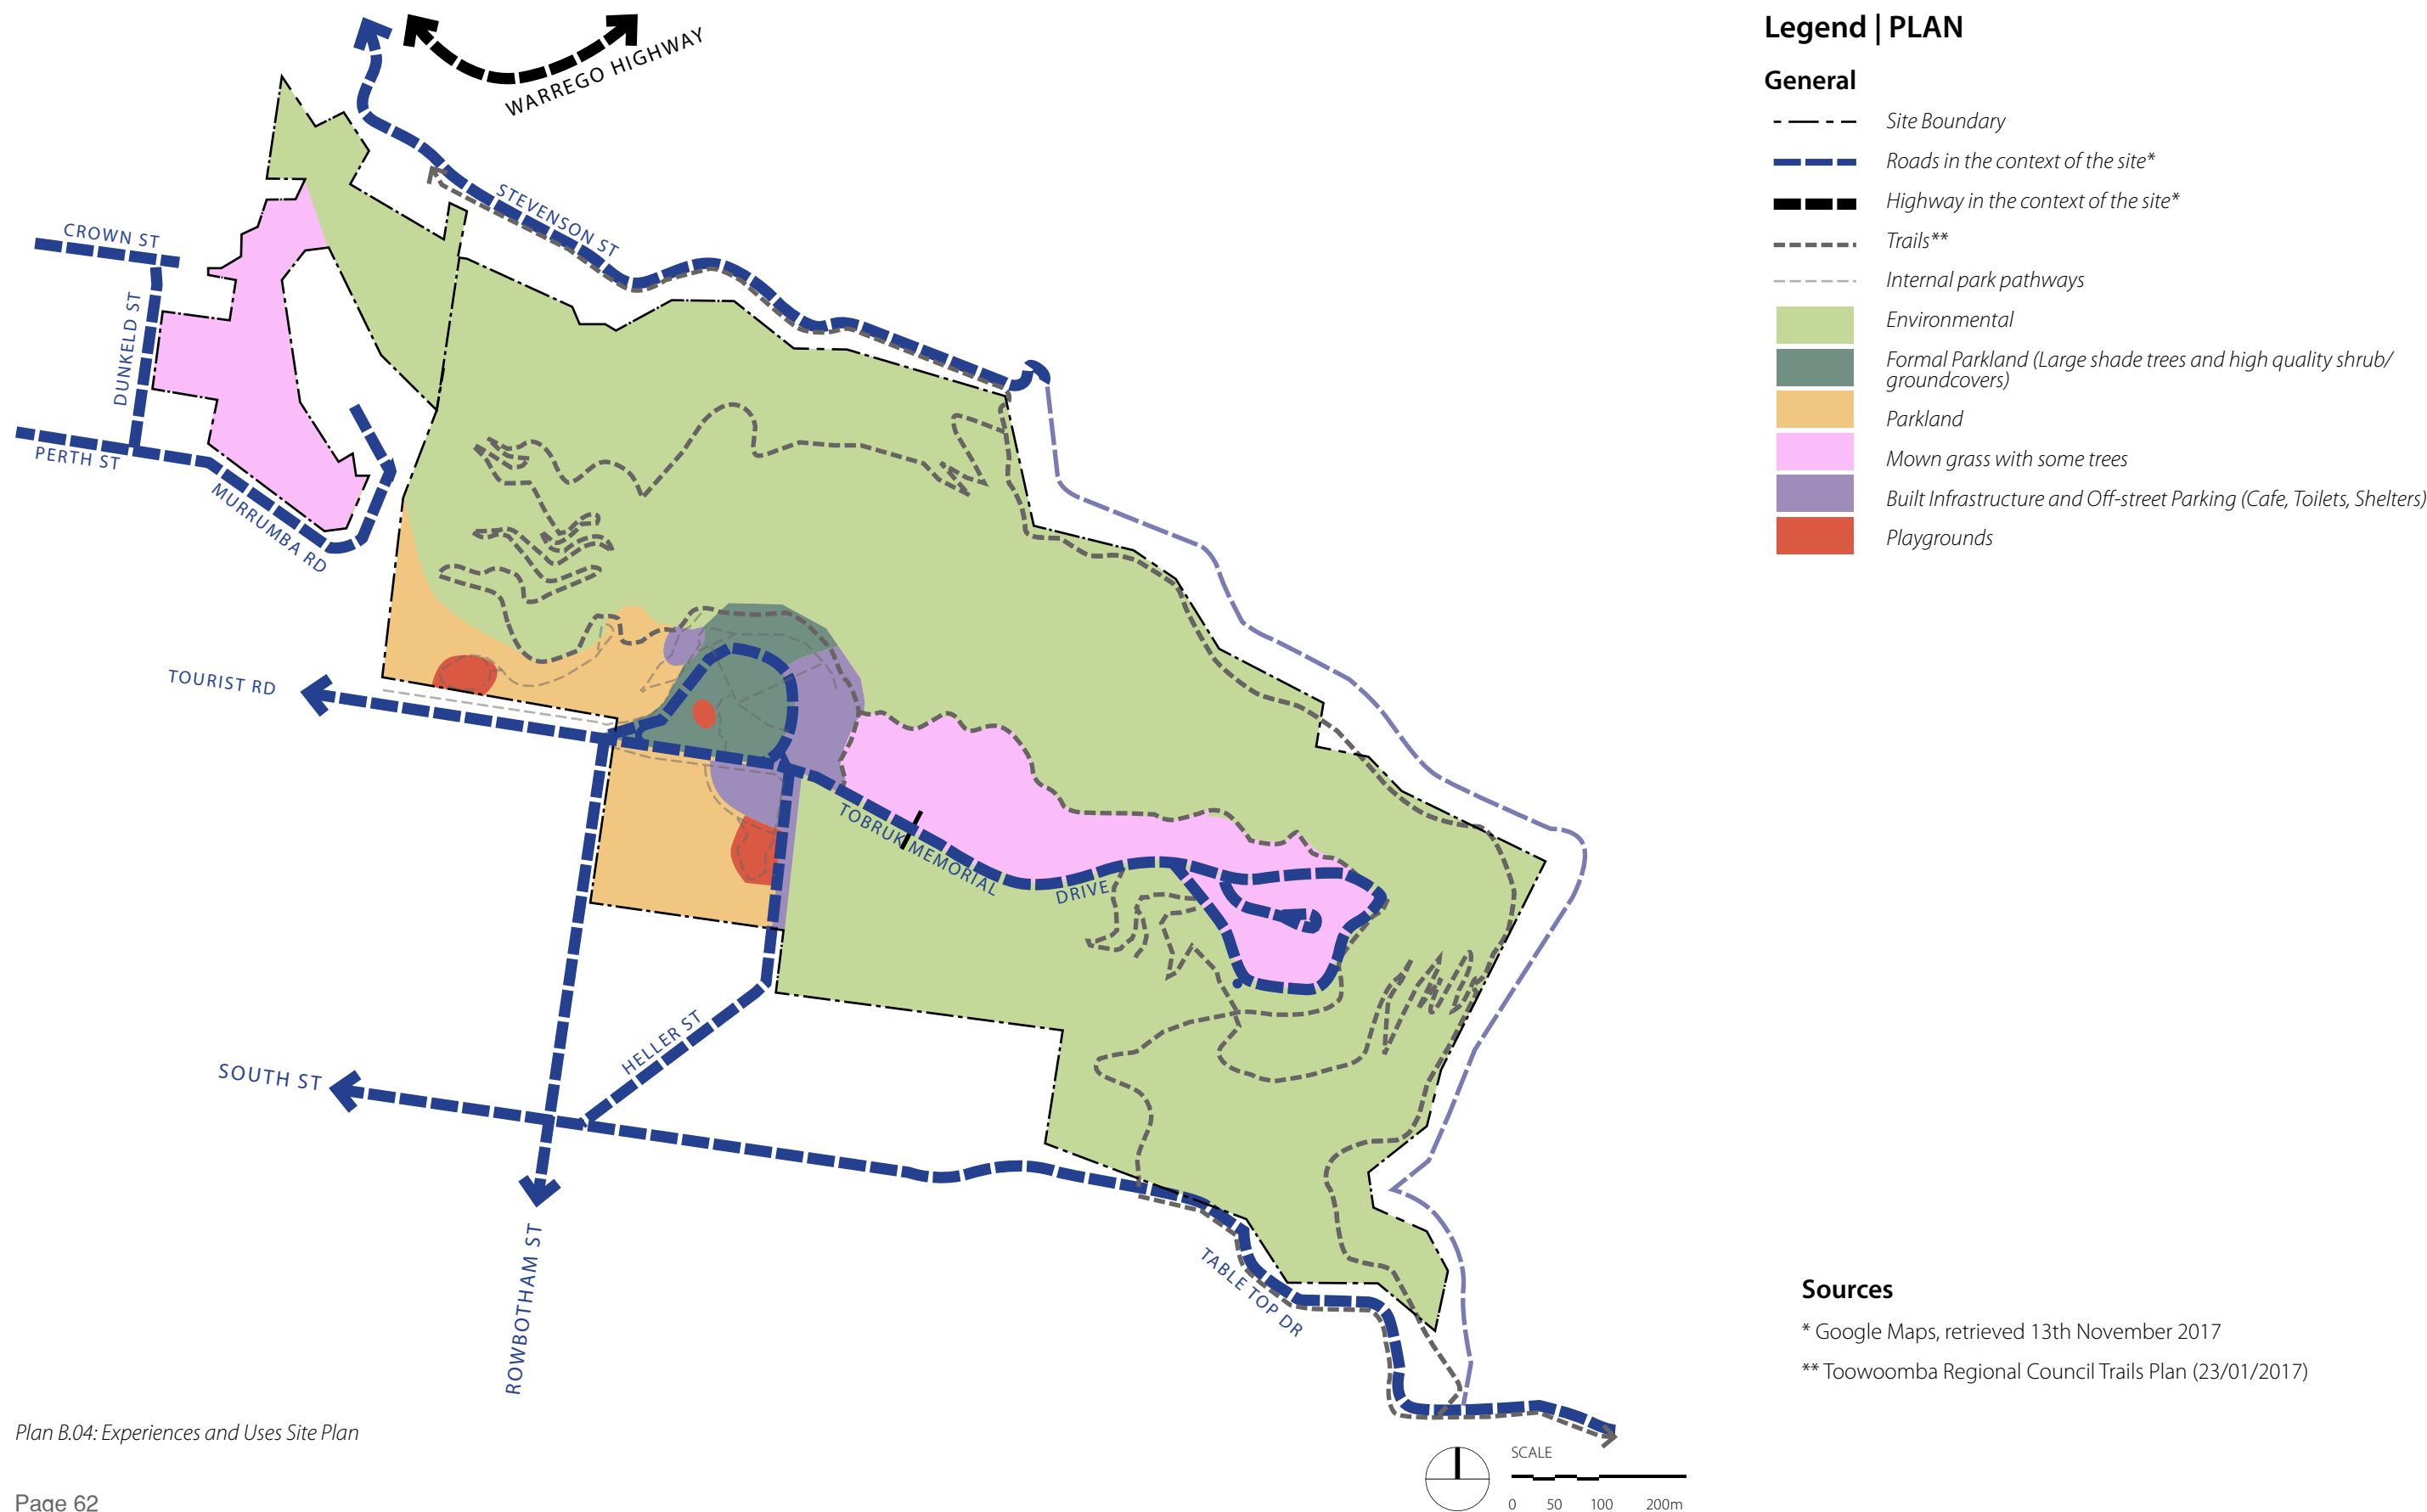 WARREGO HIGHWAY
STEVENSON ST
CROWN ST
DUNKELD ST
PERTH ST
MURRUMBA RD
TOURIST RD
TOBRUK MEMORIAL
DRIVE
HELLER ST
SOUTH ST
ROWBOTHAM ST
TABLE TOP DR
Legend | PLAN
General
Site Boundary
Roads in the context of the site*
Highway in the context of the site*
Trails**
Internal park pathways
Environmental
Formal Parkland (Large shade trees and high quality shrub/
groundcovers)
Parkland
Mown grass with some trees
Built Infrastructure and Off-street Parking (Cafe, Toilets, Shelters)
Playgrounds
Sources
* Google Maps, retrieved 13th November 2017
** Toowoomba Regional Council Trails Plan (23/01/2017)
SCALE
0 50 100 200m
Plan B.04: Experiences and Uses Site Plan
Page 62